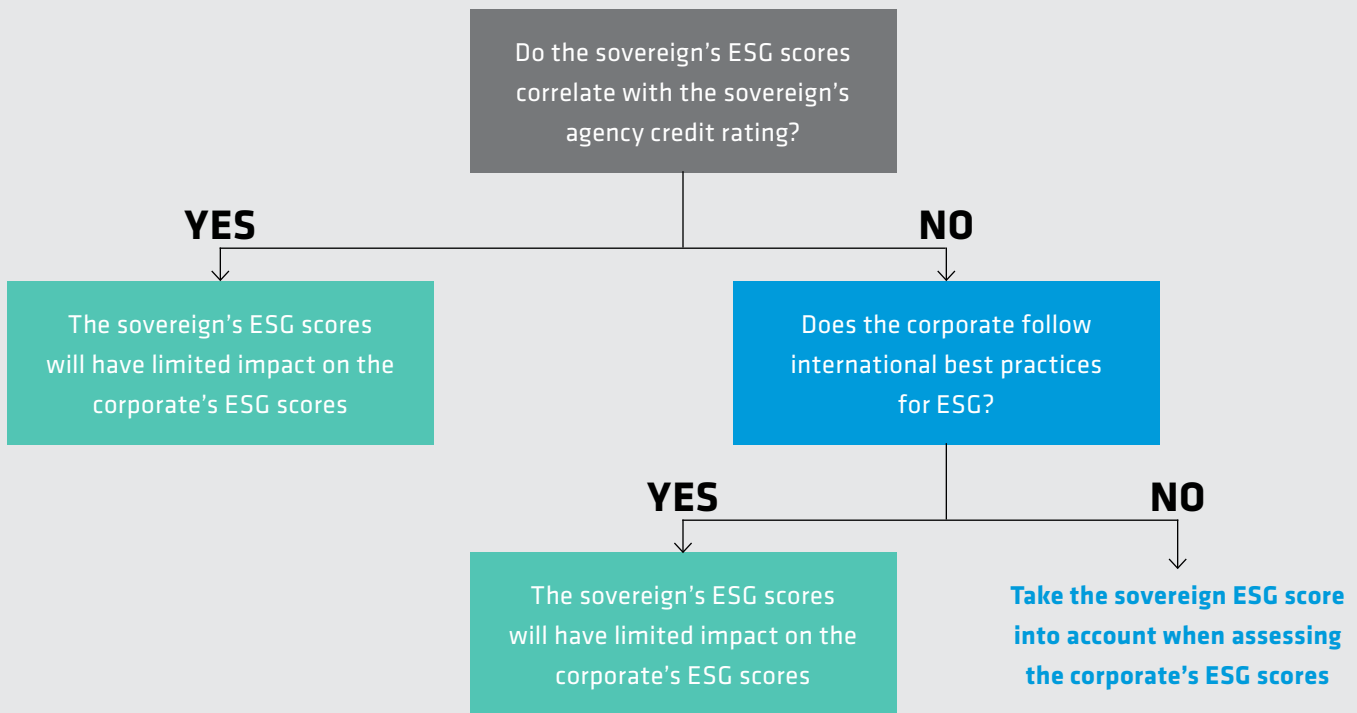 Do the sovereign's ESG scores
correlate with the sovereign's
agency credit rating?
YES
NO
The sovereign's ESG scores
will have limited impact on the
corporate's ESG scores
Does the corporate follow
international best practices
for ESG?
YES
NO
The sovereign's ESG scores
will have limited impact on the
corporate's ESG scores
Take the sovereign ESG score
into account when assessing
the corporate's ESG scores